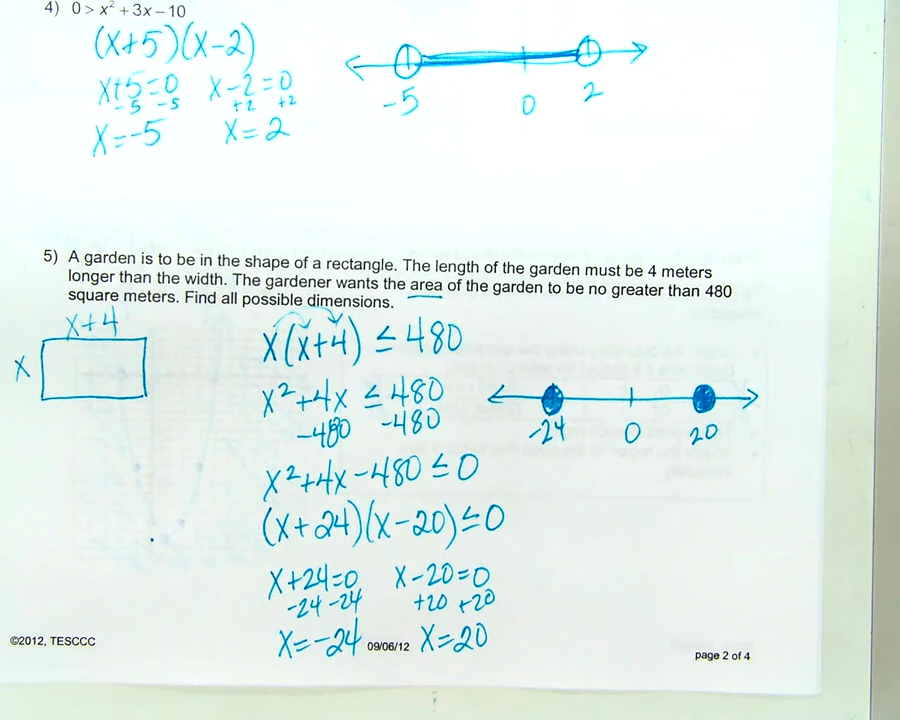 4) 0 > x² + 3x – 10
(x+5)(x-2)
x+5=0 x-2=0
-5 -5 +2 +2
x=-5 x=2
-5 0 2
5) A garden is to be in the shape of a rectangle. The length of the garden must be 4 meters
longer than the width. The gardener wants the area of the garden to be no greater than 480
square meters. Find all possible dimensions.
x+4
x
x(x+4) ≤ 480
x²+4x ≤ 480
-480 -480
x²+4x-480 ≤ 0
(x+24)(x-20) ≤ 0
x+24=0 x-20=0
-24 -24 +20 +20
x=-24 x=20
-24 0 20
©2012, TESCCC 09/06/12 page 2 of 4